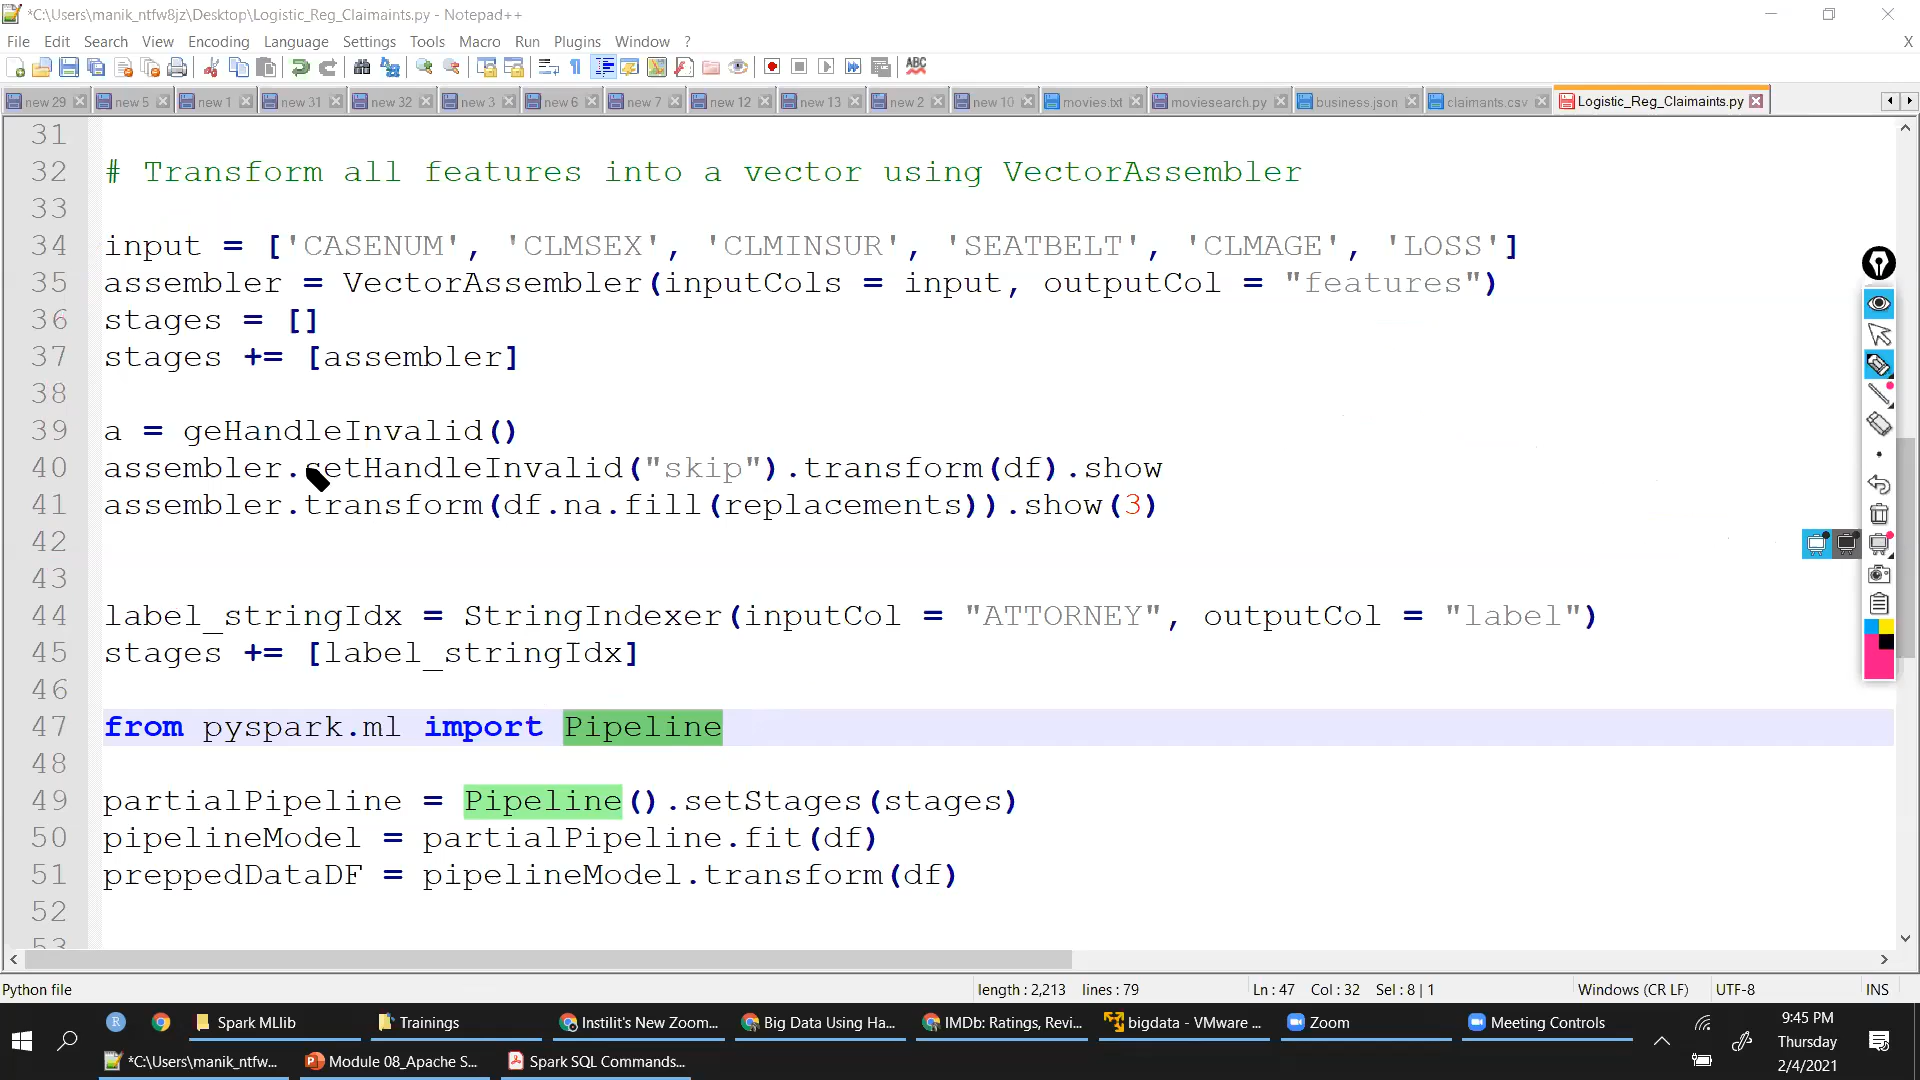 *C:\Users\manik_ntfw8jz\Desktop\Logistic_Reg_Claimaints.py - Notepad++
File Edit Search View Encoding Language Settings Tools Macro Run Plugins Window ? X
ABC
new 29 new 5 new 1 new 31 new 32 new 3 new 6 new 7 new 12 new 13 new 2 new 10 movies.txt moviesearch.py business.json claimants.csv Logistic_Reg_Claimaints.py
31
32 # Transform all features into a vector using VectorAssembler
33
34 input = ['CASENUM', 'CLMSEX', 'CLMINSUR', 'SEATBELT', 'CLMAGE', 'LOSS']
35 assembler = VectorAssembler(inputCols = input, outputCol = "features")
36 stages = []
37 stages += [assembler]
38
39 a = geHandleInvalid()
40 assembler.setHandleInvalid("skip").transform(df).show
41 assembler.transform(df.na.fill(replacements)).show(3)
42
43
44 label_stringIdx = StringIndexer(inputCol = "ATTORNEY", outputCol = "label")
45 stages += [label_stringIdx]
46
47 from pyspark.ml import Pipeline
48
49 partialPipeline = Pipeline().setStages(stages)
50 pipelineModel = partialPipeline.fit(df)
51 preppedDataDF = pipelineModel.transform(df)
52
53
Python file length : 2,213 lines : 79 Ln : 47 Col : 32 Sel : 8 | 1 Windows (CR LF) UTF-8 INS
R Spark MLlib Trainings Instilit's New Zoom... Big Data Using Ha... IMDb: Ratings, Revi... bigdata - VMware ... Zoom Meeting Controls
*C:\Users\manik_ntfw... Module 08_Apache S... Spark SQL Commands...
9:45 PM
Thursday
2/4/2021